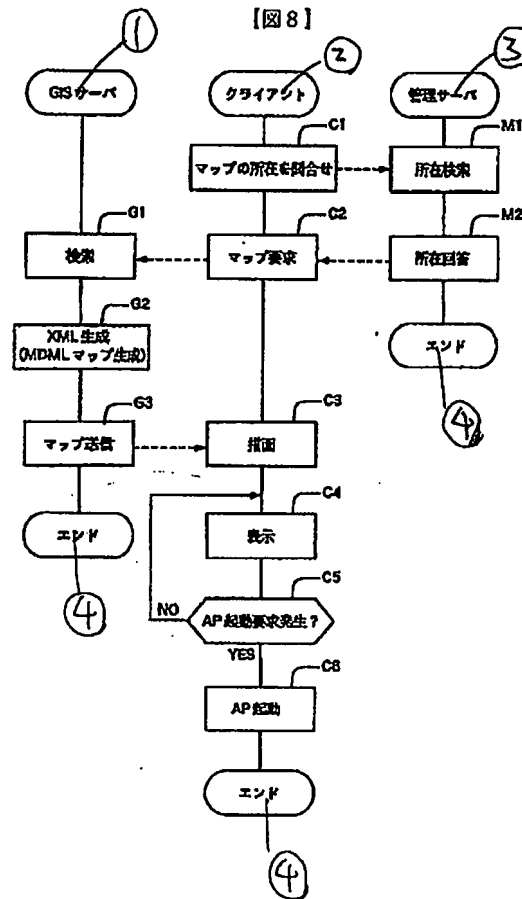 【図8】
① ② ③
GISサーバ クライアント 管理サーバ
C1 M1
マップの所在を問合せ 所在検索
G1 C2 M2
検索 マップ要求 所在回答
G2
XML生成
(MDMLマップ生成)
エンド
G3 C3
マップ送信 描画
④
C4
エンド 表示
C5
④ NO AP起動要求発生？
YES
C6
AP起動
エンド
④